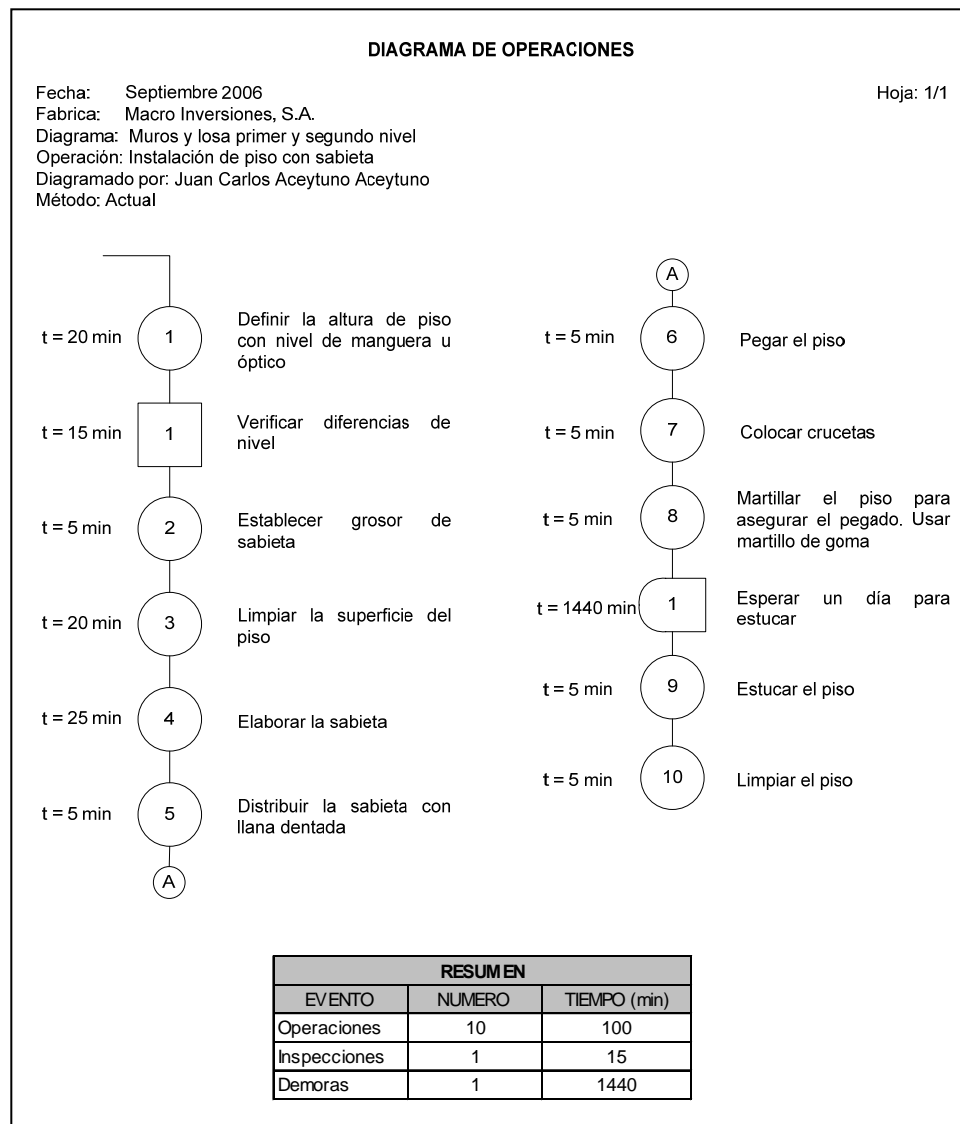 DIAGRAMA DE OPERACIONES
Fecha: Septiembre 2006
Hoja: 1/1
Fabrica: Macro Inversiones, S.A.
Diagrama: Muros y losa primer y segundo nivel
Operación: Instalación de piso con sabieta
Diagramado por: Juan Carlos Aceytuno Aceytuno
Método: Actual
t = 20 min
1
Definir la altura de piso
con nivel de manguera u
óptico
t = 15 min
1
Verificar diferencias de
nivel
t = 5 min
2
Establecer grosor de
sabieta
t = 20 min
3
Limpiar la superficie del
piso
t = 25 min
4
Elaborar la sabieta
t = 5 min
5
Distribuir la sabieta con
llana dentada
A
A
t = 5 min
6
Pegar el piso
t = 5 min
7
Colocar crucetas
t = 5 min
8
Martillar el piso para
asegurar el pegado. Usar
martillo de goma
t = 1440 min
1
Esperar un día para
estucar
t = 5 min
9
Estucar el piso
t = 5 min
10
Limpiar el piso
RESUMEN
EVENTO NUMERO TIEMPO (min)
Operaciones 10 100
Inspecciones 1 15
Demoras 1 1440